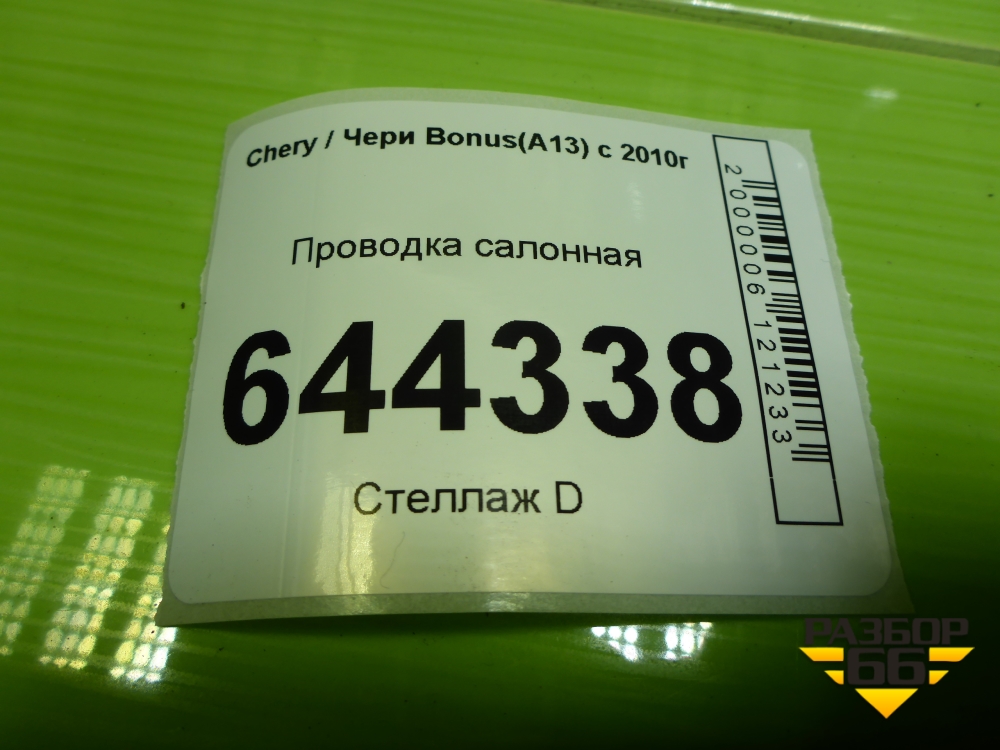 Chery / Чери Bonus(A13) с 2010г
Проводка салонная
644338
Стеллаж D
2000006121233
РАЗБОР
66